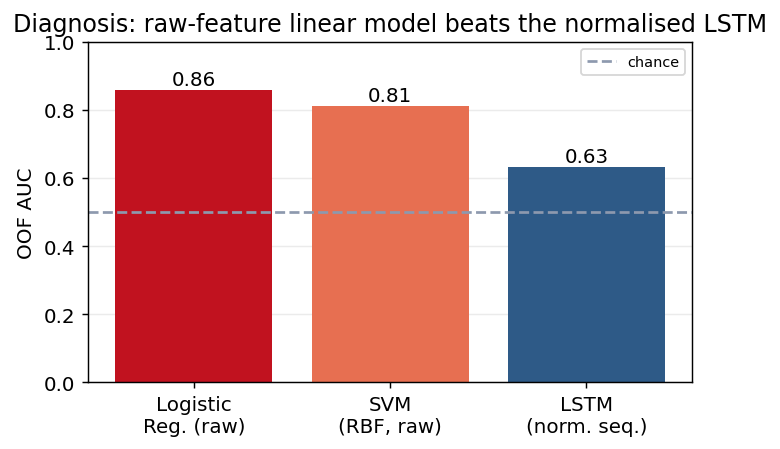 Diagnosis: raw-feature linear model beats the normalised LSTM
1.0
chance
0.86
0.8
0.81
0.63
0.6
OOF AUC
0.4
0.2
0.0
Logistic
Reg. (raw)
SVM
(RBF, raw)
LSTM
(norm. seq.)